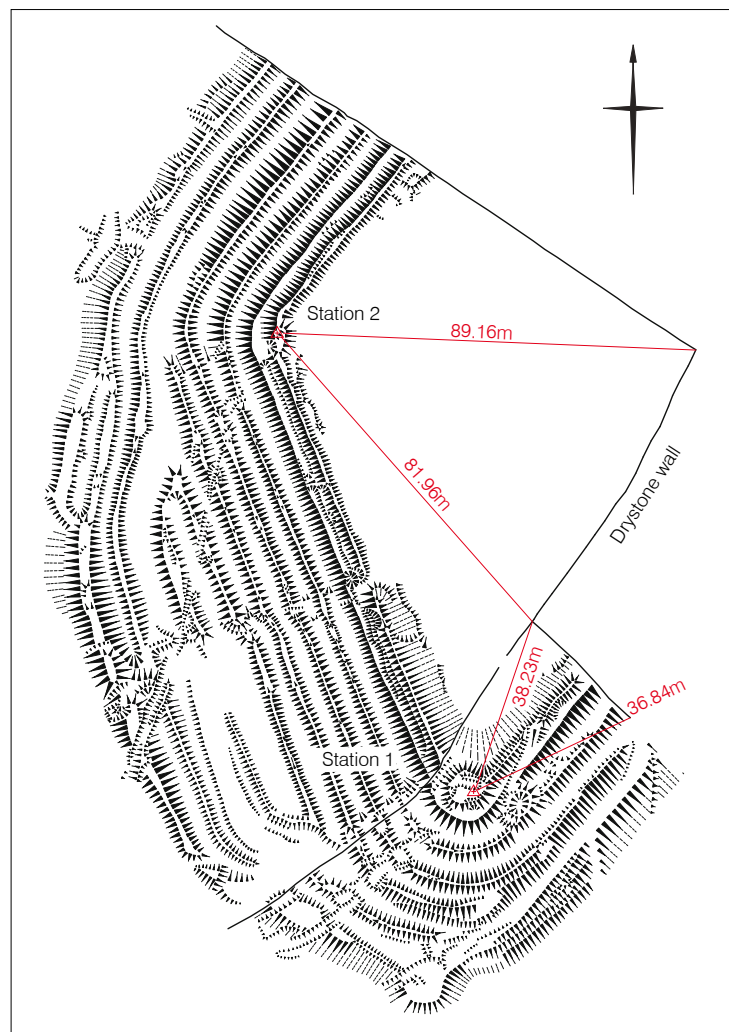 Station 2
89.16m
81.96m
Drystone wall
38.23m
36.84m
Station 1